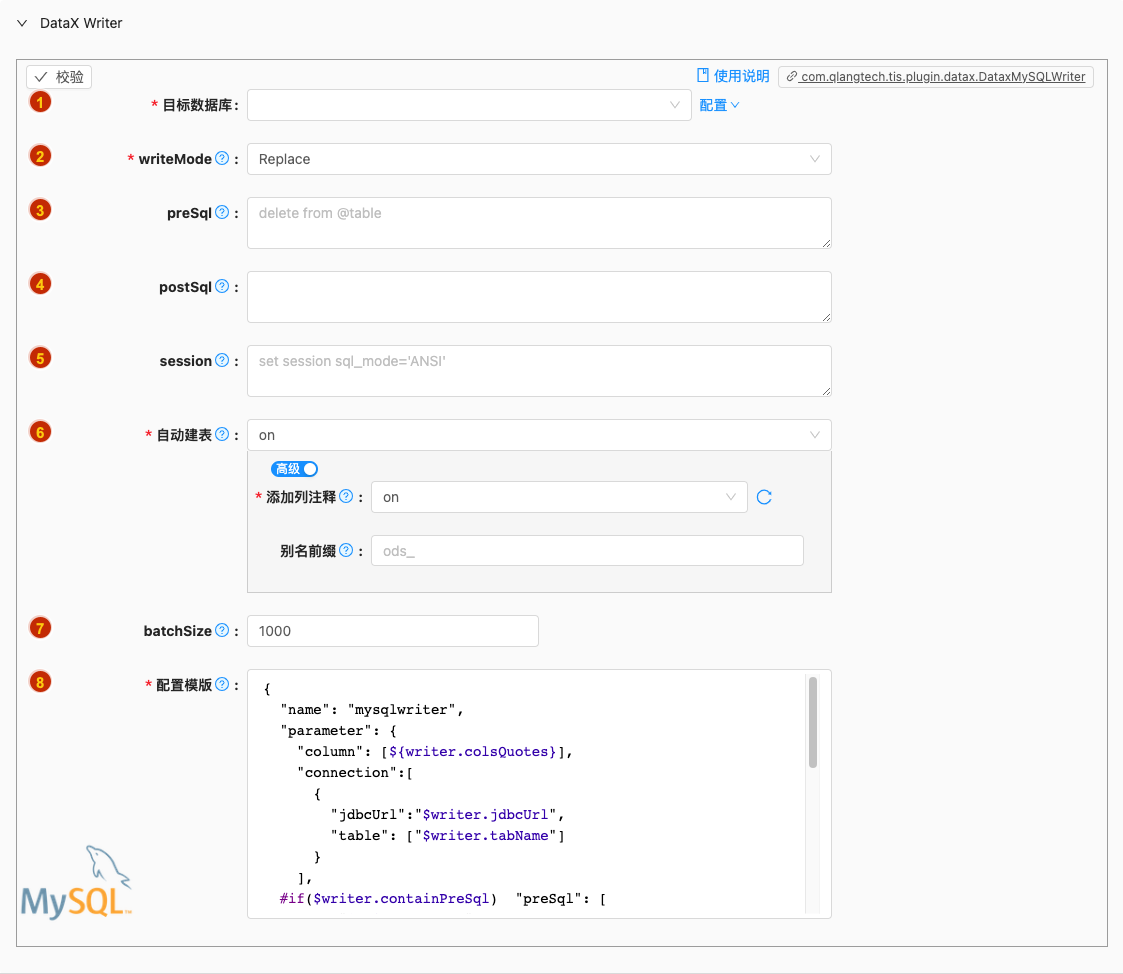 DataX Writer
校验
使用说明 com.qlangtech.tis.plugin.datax.DataxMySQLWriter
1 * 目标数据库: 配置
2 * writeMode ? : Replace
3 preSql ? : delete from @table
4 postSql ? :
5 session ? : set session sql_mode='ANSI'
6 * 自动建表 ? : on
高级
* 添加列注释 ? : on
别名前缀 ? : ods_
7 batchSize ? : 1000
8 * 配置模版 ? : {
"name": "mysqlwriter",
"parameter": {
"column": [${writer.colsQuotes}],
"connection":[
{
"jdbcUrl":"$writer.jdbcUrl",
"table": ["$writer.tabName"]
}
],
#if($writer.containPreSql) "preSql": [
MySQL™